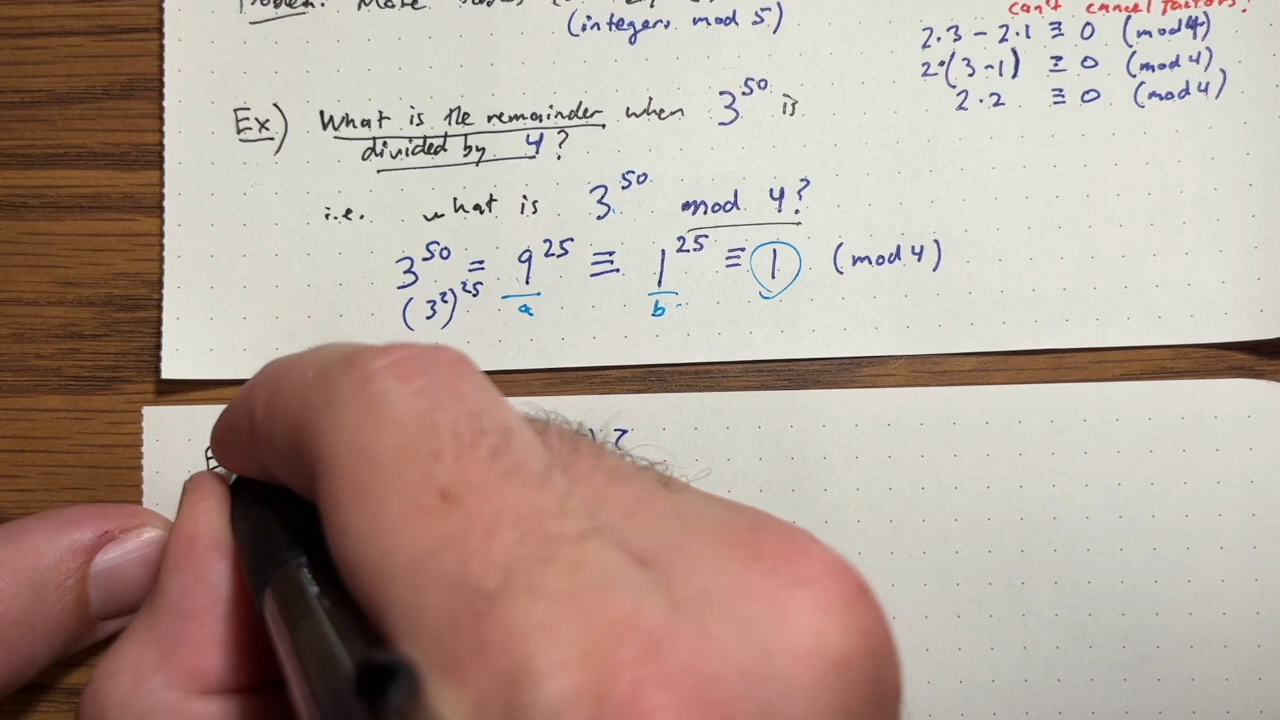 (integers mod 5)
can't cancel factors!
2·3 - 2·1 ≡ 0 (mod 4)
2·(3-1) ≡ 0 (mod 4)
2·2 ≡ 0 (mod 4)
Ex) What is the remainder when 3^50 is
divided by 4?
i.e. what is 3^50 mod 4?
3^50 = 9^25 ≡ 1^25 ≡ 1 (mod 4)
(3^2)^25 a b